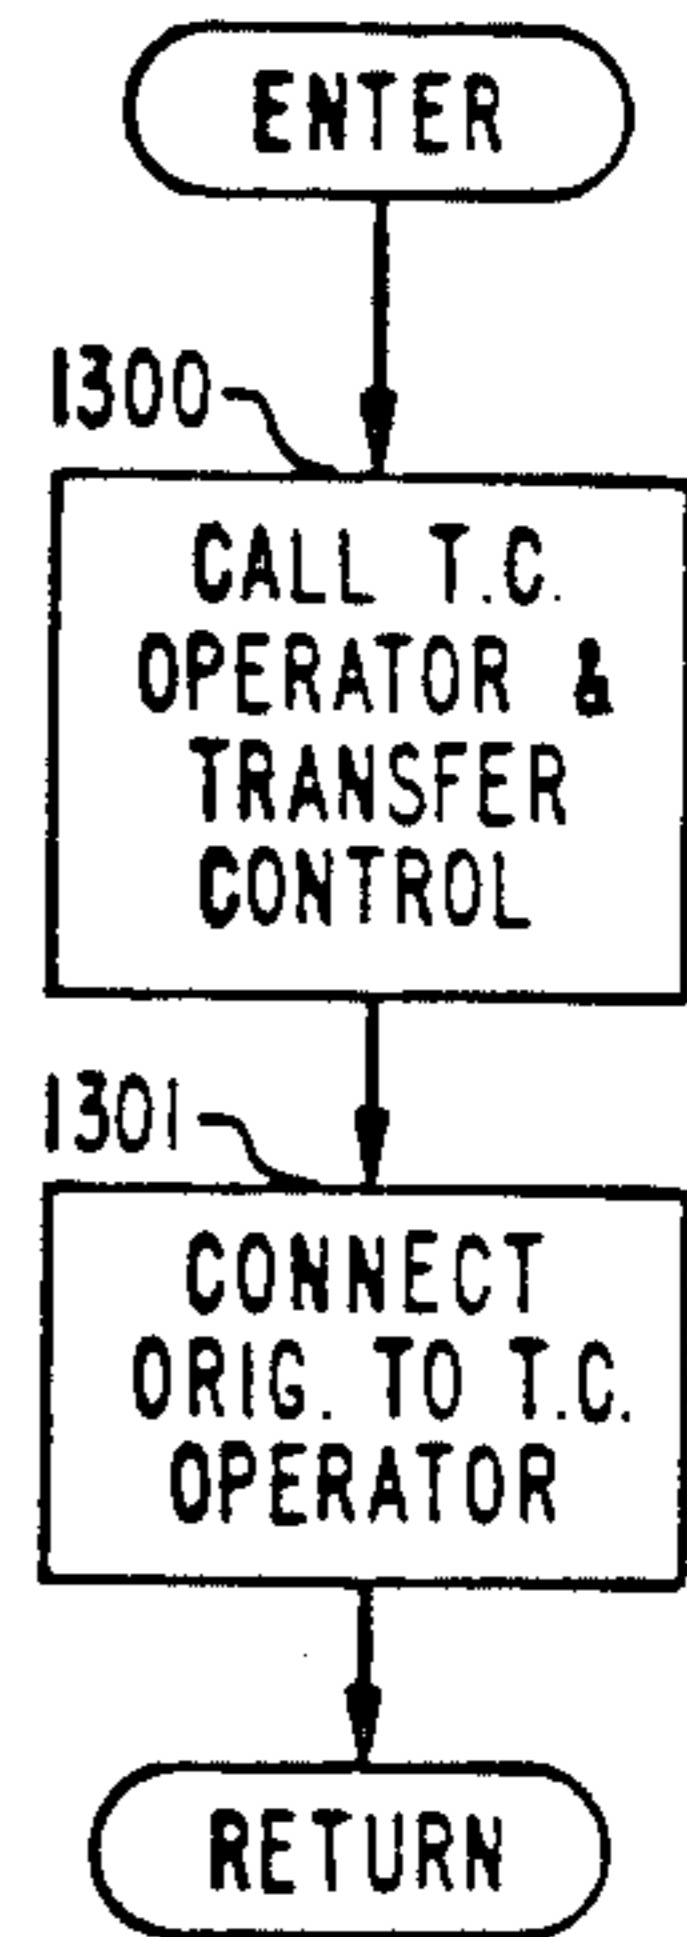 ENTER
1300
CALL T.C.
OPERATOR &
TRANSFER
CONTROL
1301
CONNECT
ORIG. TO T.C.
OPERATOR
RETURN